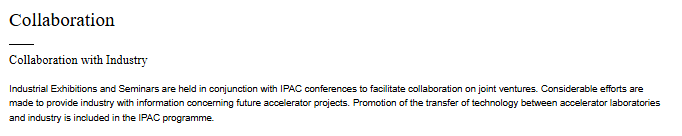 Collaboration
Collaboration with Industry
Industrial Exhibitions and Seminars are held in conjunction with IPAC conferences to facilitate collaboration on joint ventures. Considerable efforts are
made to provide industry with information concerning future accelerator projects. Promotion of the transfer of technology between accelerator laboratories
and industry is included in the IPAC programme.